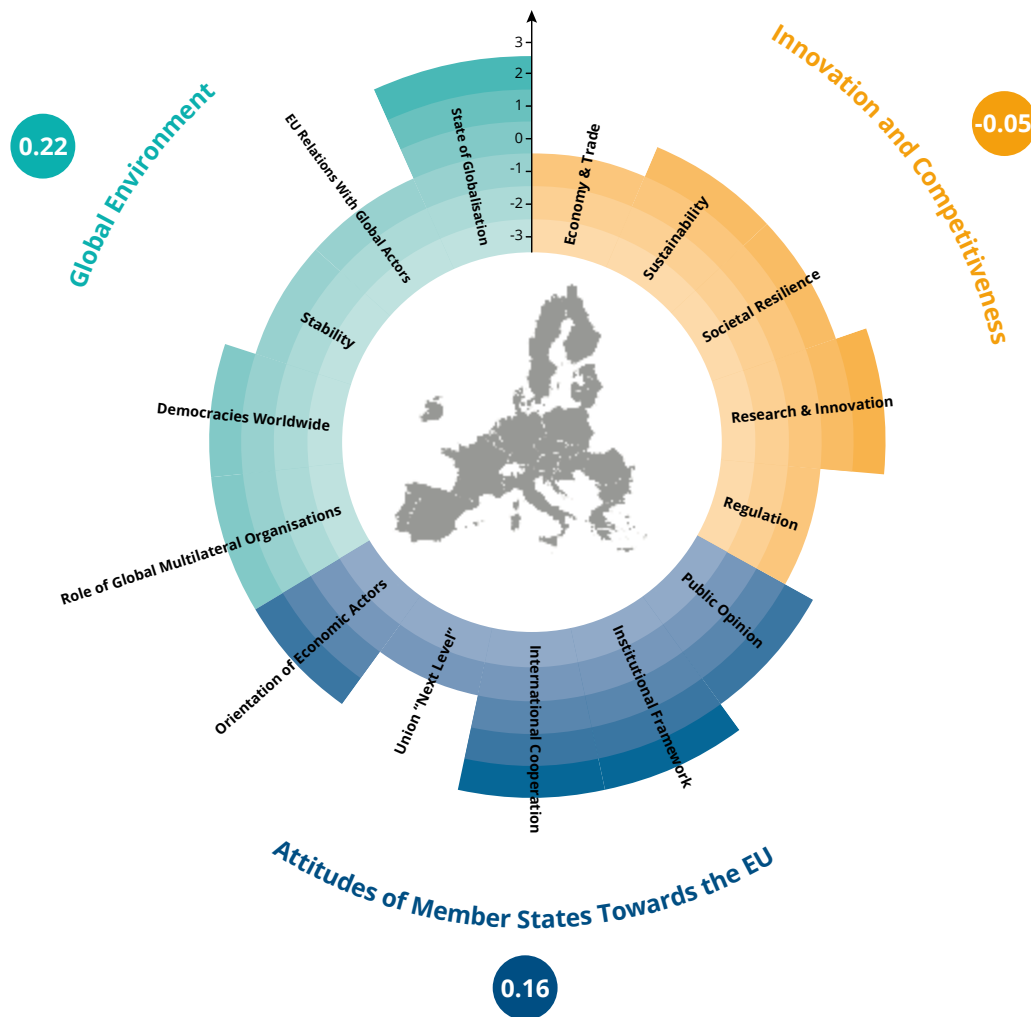 3
2
1
0
-1
-2
-3
Innovation and Competitiveness
-0.05
Economy & Trade
Sustainability
Societal Resilience
Research & Innovation
Regulation
Public Opinion
Institutional Framework
International Cooperation
Union “Next Level”
Orientation of Economic Actors
Attitudes of Member States Towards the EU
0.16
Role of Global Multilateral Organisations
Democracies Worldwide
Stability
EU Relations With Global Actors
State of Globalisation
Global Environment
0.22